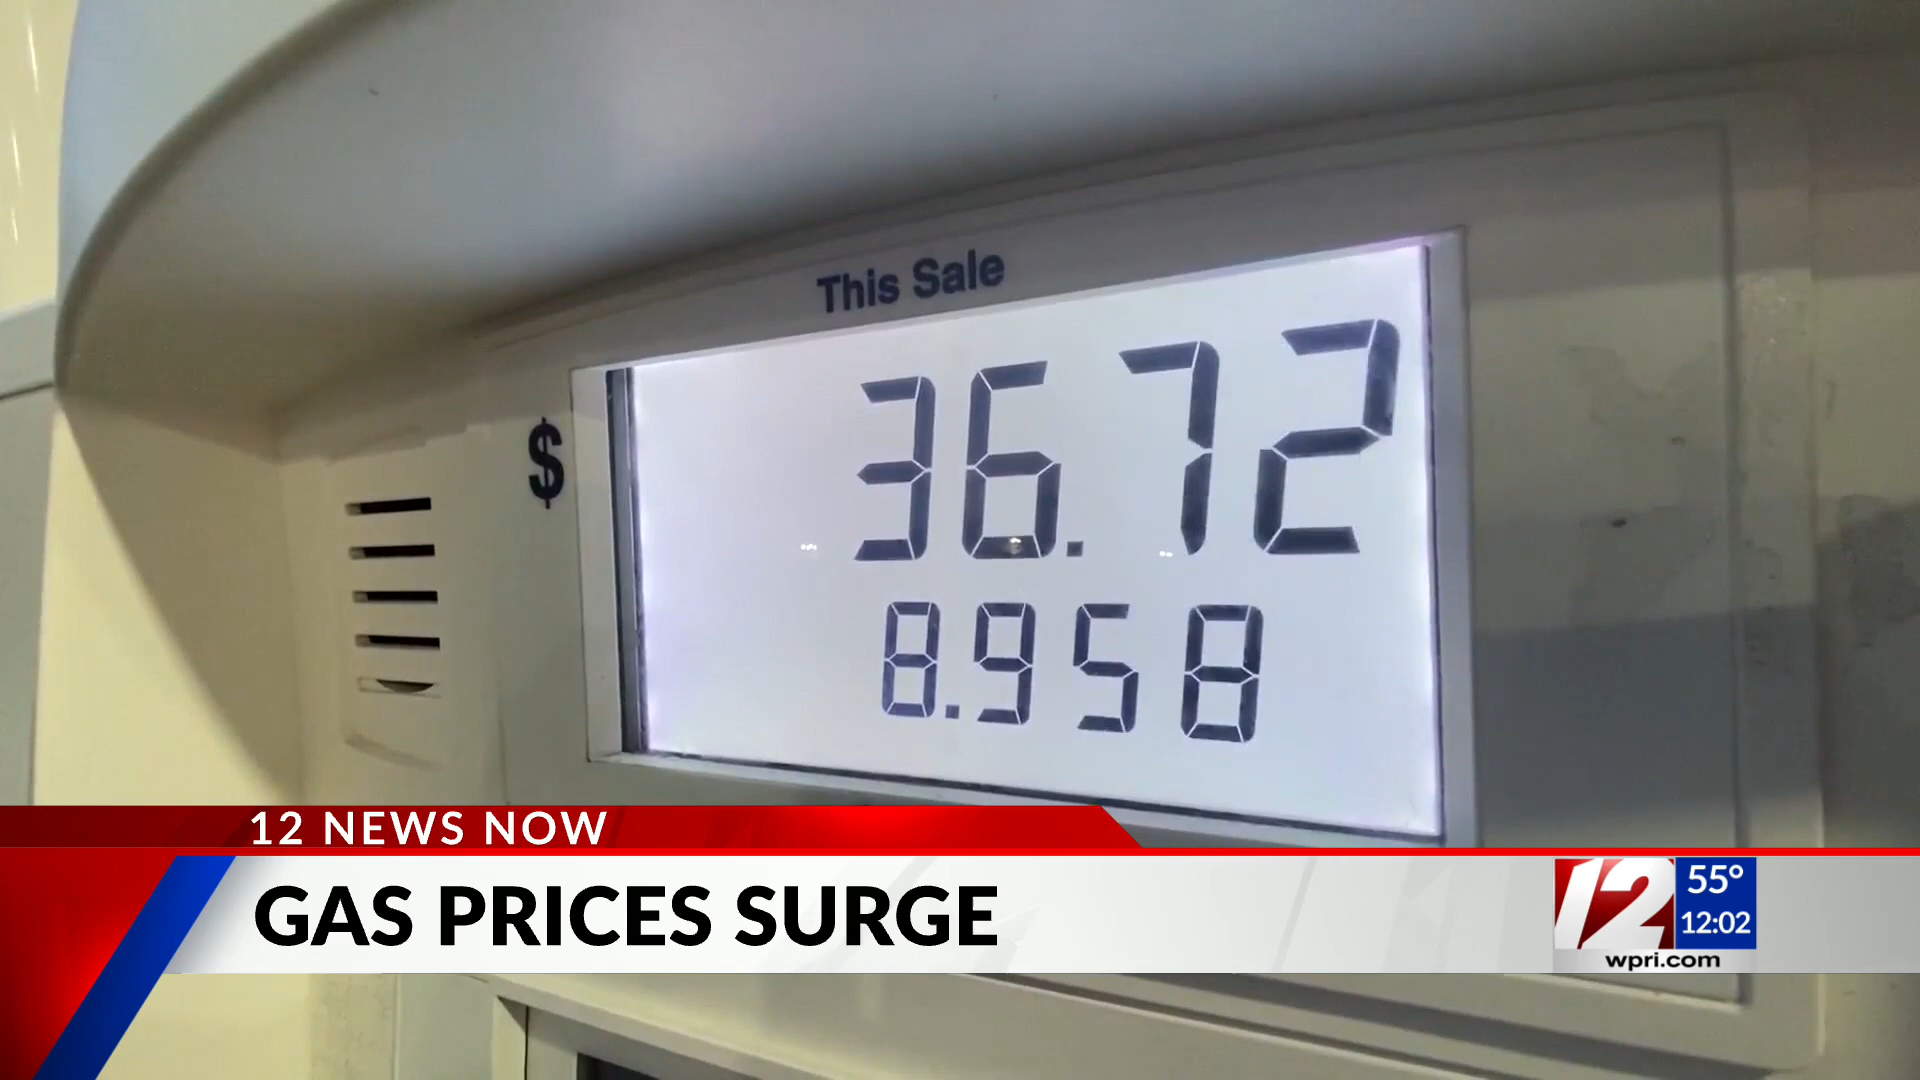 This Sale
$ 36.72
8.958
12 NEWS NOW
GAS PRICES SURGE
12
55°
12:02
wpri.com